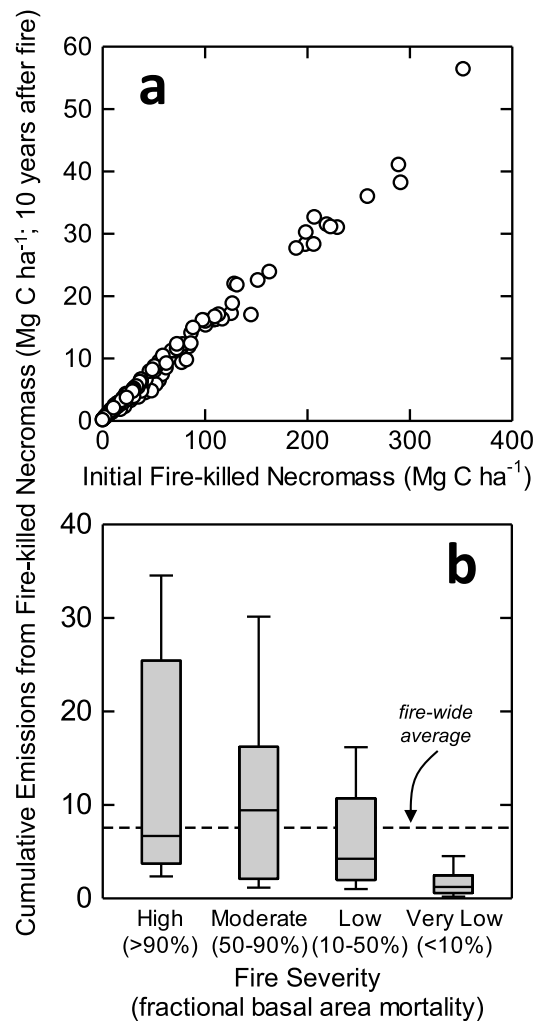 Cumulative Emissions from Fire-killed Necromass (Mg C ha⁻¹; 10 years after fire)
60
50
40
30
20
10
0
a
0 100 200 300 400
Initial Fire-killed Necromass (Mg C ha⁻¹)
40
30
20
10
0
b
fire-wide
average
High Moderate Low Very Low
(>90%) (50-90%) (10-50%) (<10%)
Fire Severity
(fractional basal area mortality)